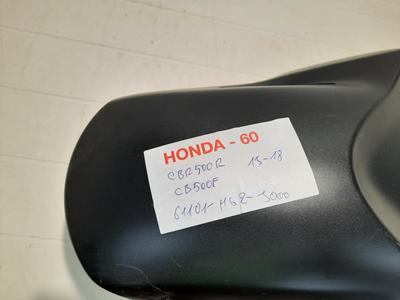 HONDA - 60
CBR500R 13-18
CB500F
61101-MGZ-J000